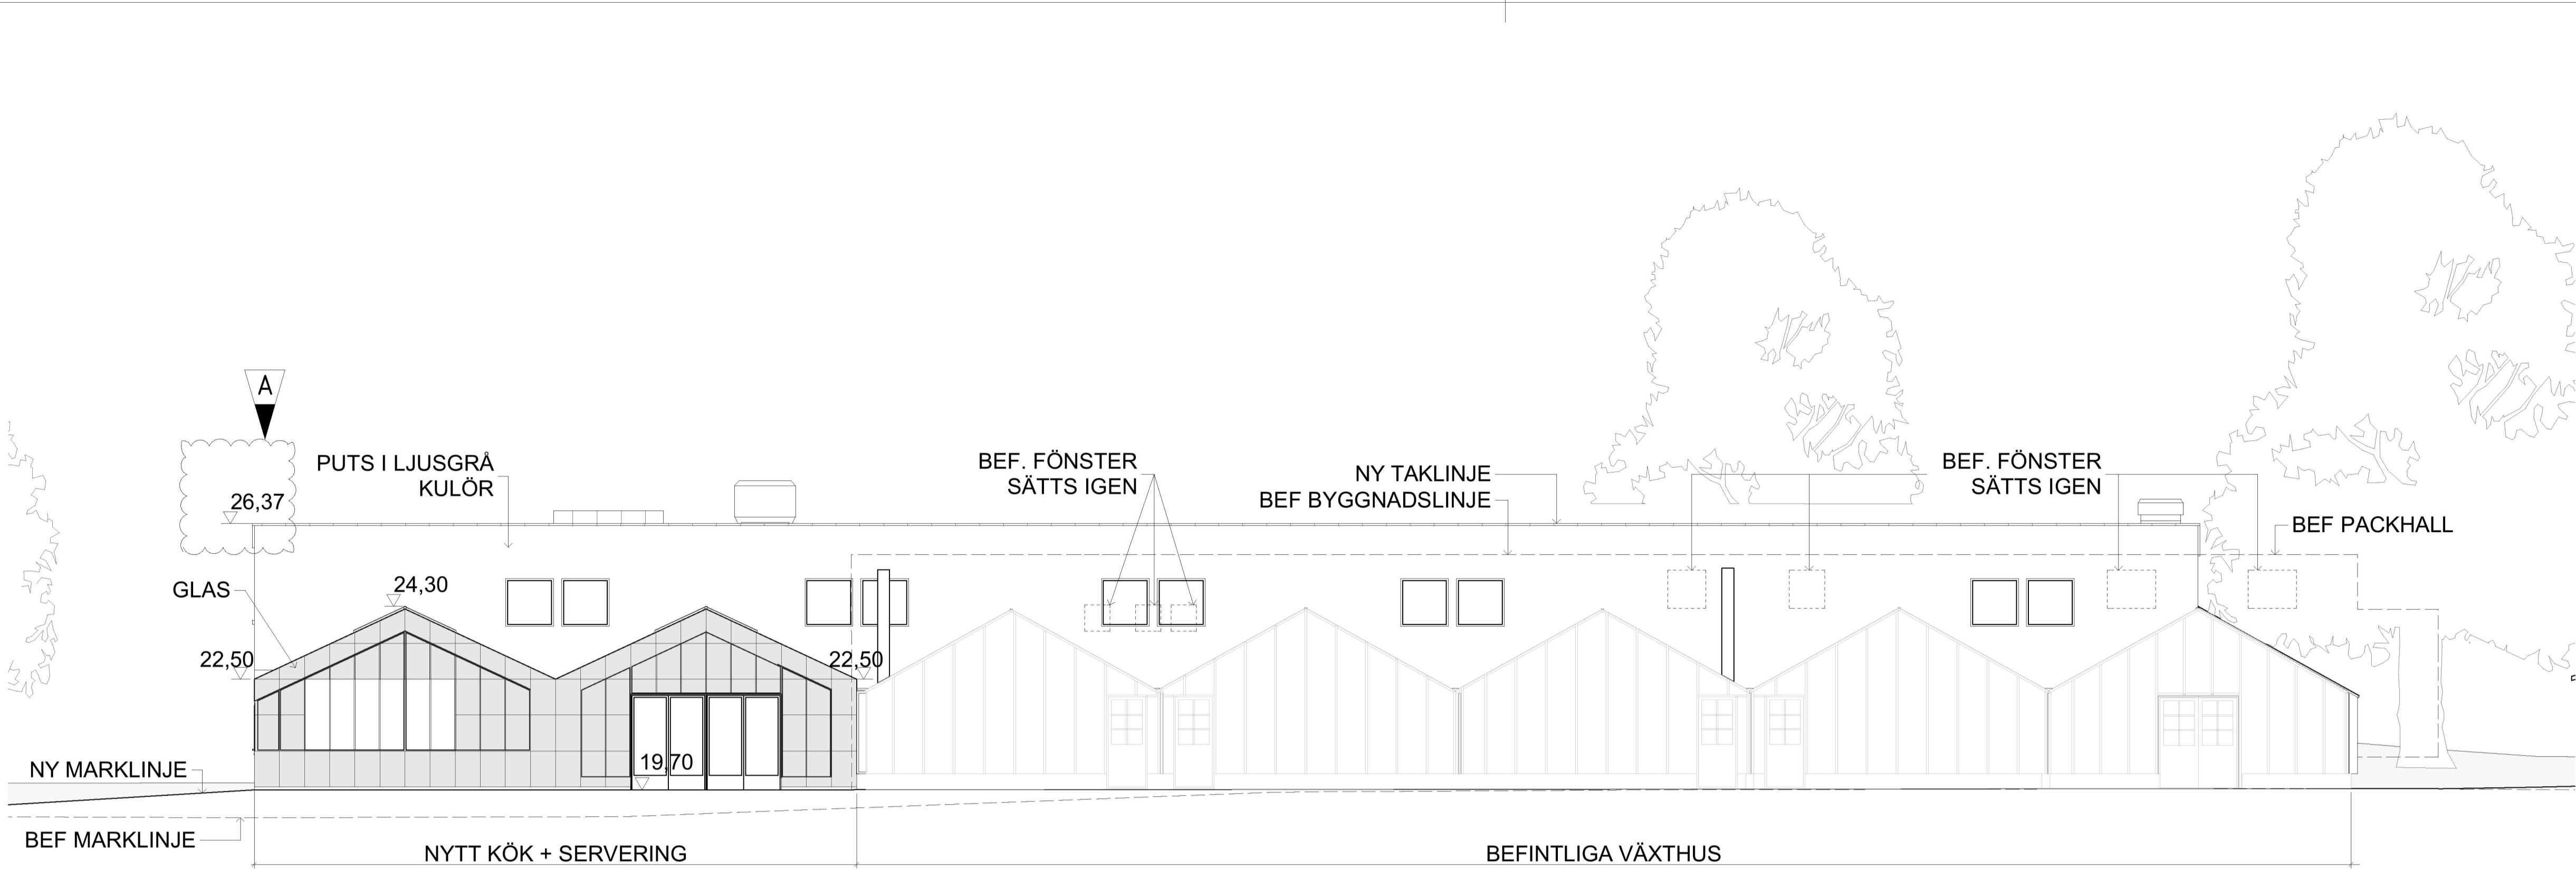 A
PUTS I LJUSGRÅ
KULÖR
BEF. FÖNSTER
SÄTTS IGEN
NY TAKLINJE
BEF BYGGNADSLINJE
BEF. FÖNSTER
SÄTTS IGEN
26,37
BEF PACKHALL
GLAS
24,30
22,50
22,50
19,70
NY MARKLINJE
BEF MARKLINJE
NYTT KÖK + SERVERING
BEFINTLIGA VÄXTHUS